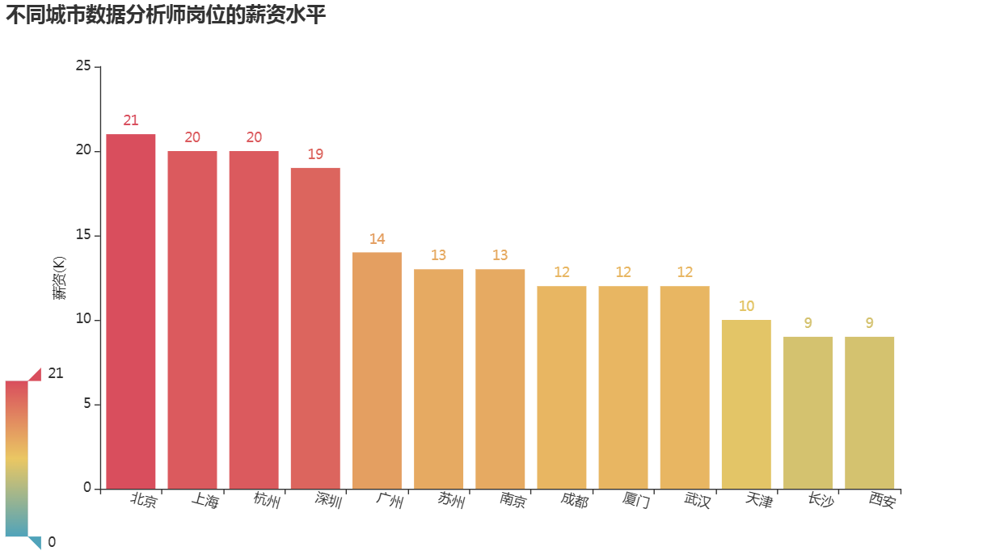 不同城市数据分析师岗位的薪资水平
薪资(K)
25
20
15
10
5
0
21
20
20
19
14
13
13
12
12
12
10
9
9
北京
上海
杭州
深圳
广州
苏州
南京
成都
厦门
武汉
天津
长沙
西安
21
0